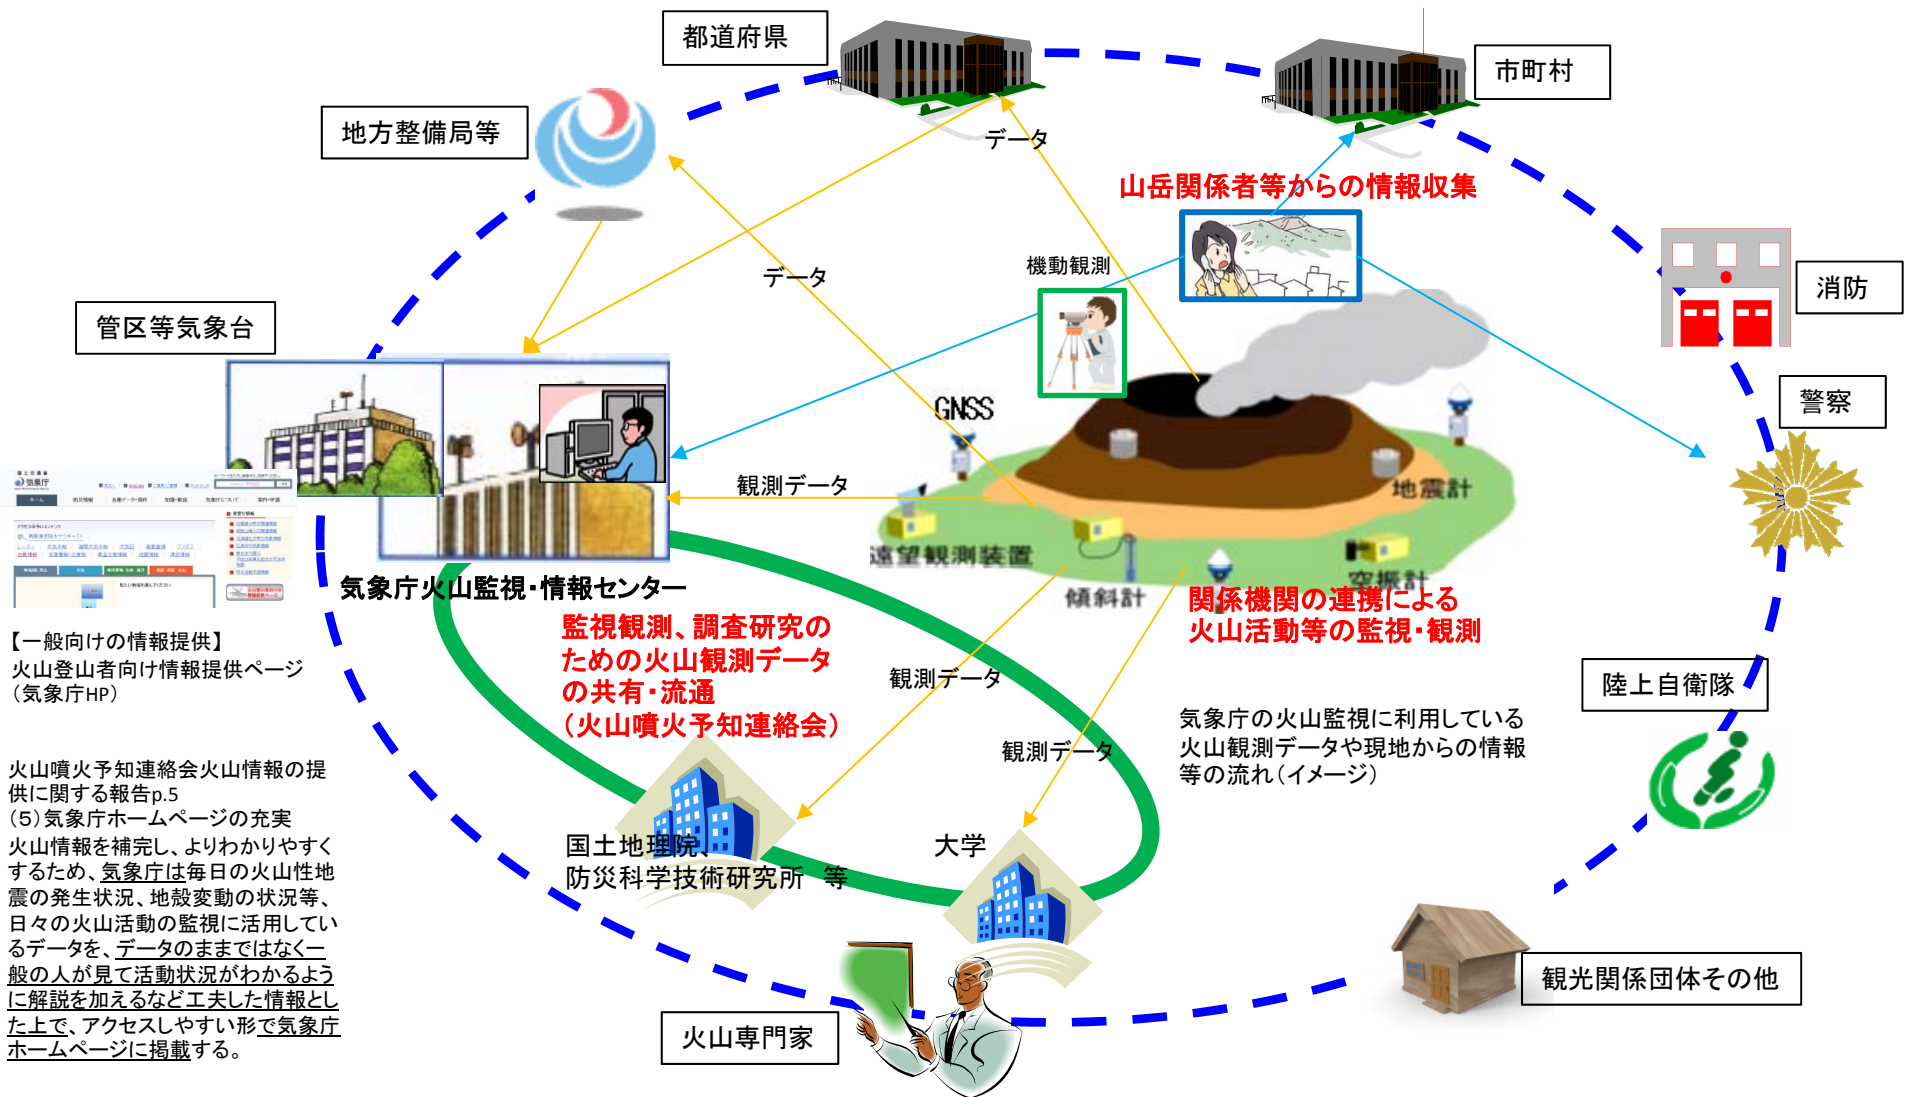 都道府県
市町村
地方整備局等
データ
山岳関係者等からの情報収集
データ
機動観測
消防
管区等気象台
警察
GNSS
観測データ
地震計
遠望観測装置
空振計
傾斜計
気象庁
ホーム
防災情報
気象庁について
気象庁火山監視・情報センター
関係機関の連携による
火山活動等の監視・観測
監視観測、調査研究の
ための火山観測データ
の共有・流通
（火山噴火予知連絡会）
【一般向けの情報提供】
火山登山者向け情報提供ページ
（気象庁HP）
観測データ
陸上自衛隊
観測データ
気象庁の火山監視に利用している
火山観測データや現地からの情報
等の流れ（イメージ）
火山噴火予知連絡会火山情報の提
供に関する報告p.5
（５）気象庁ホームページの充実
火山情報を補完し、よりわかりやすく
するため、気象庁は毎日の火山性地
震の発生状況、地殻変動の状況等、
日々の火山活動の監視に活用してい
るデータを、データのままではなく一
般の人が見て活動状況がわかるよう
に解説を加えるなど工夫した情報とし
た上で、アクセスしやすい形で気象庁
ホームページに掲載する。
国土地理院、
防災科学技術研究所　等
大学
観光関係団体その他
火山専門家